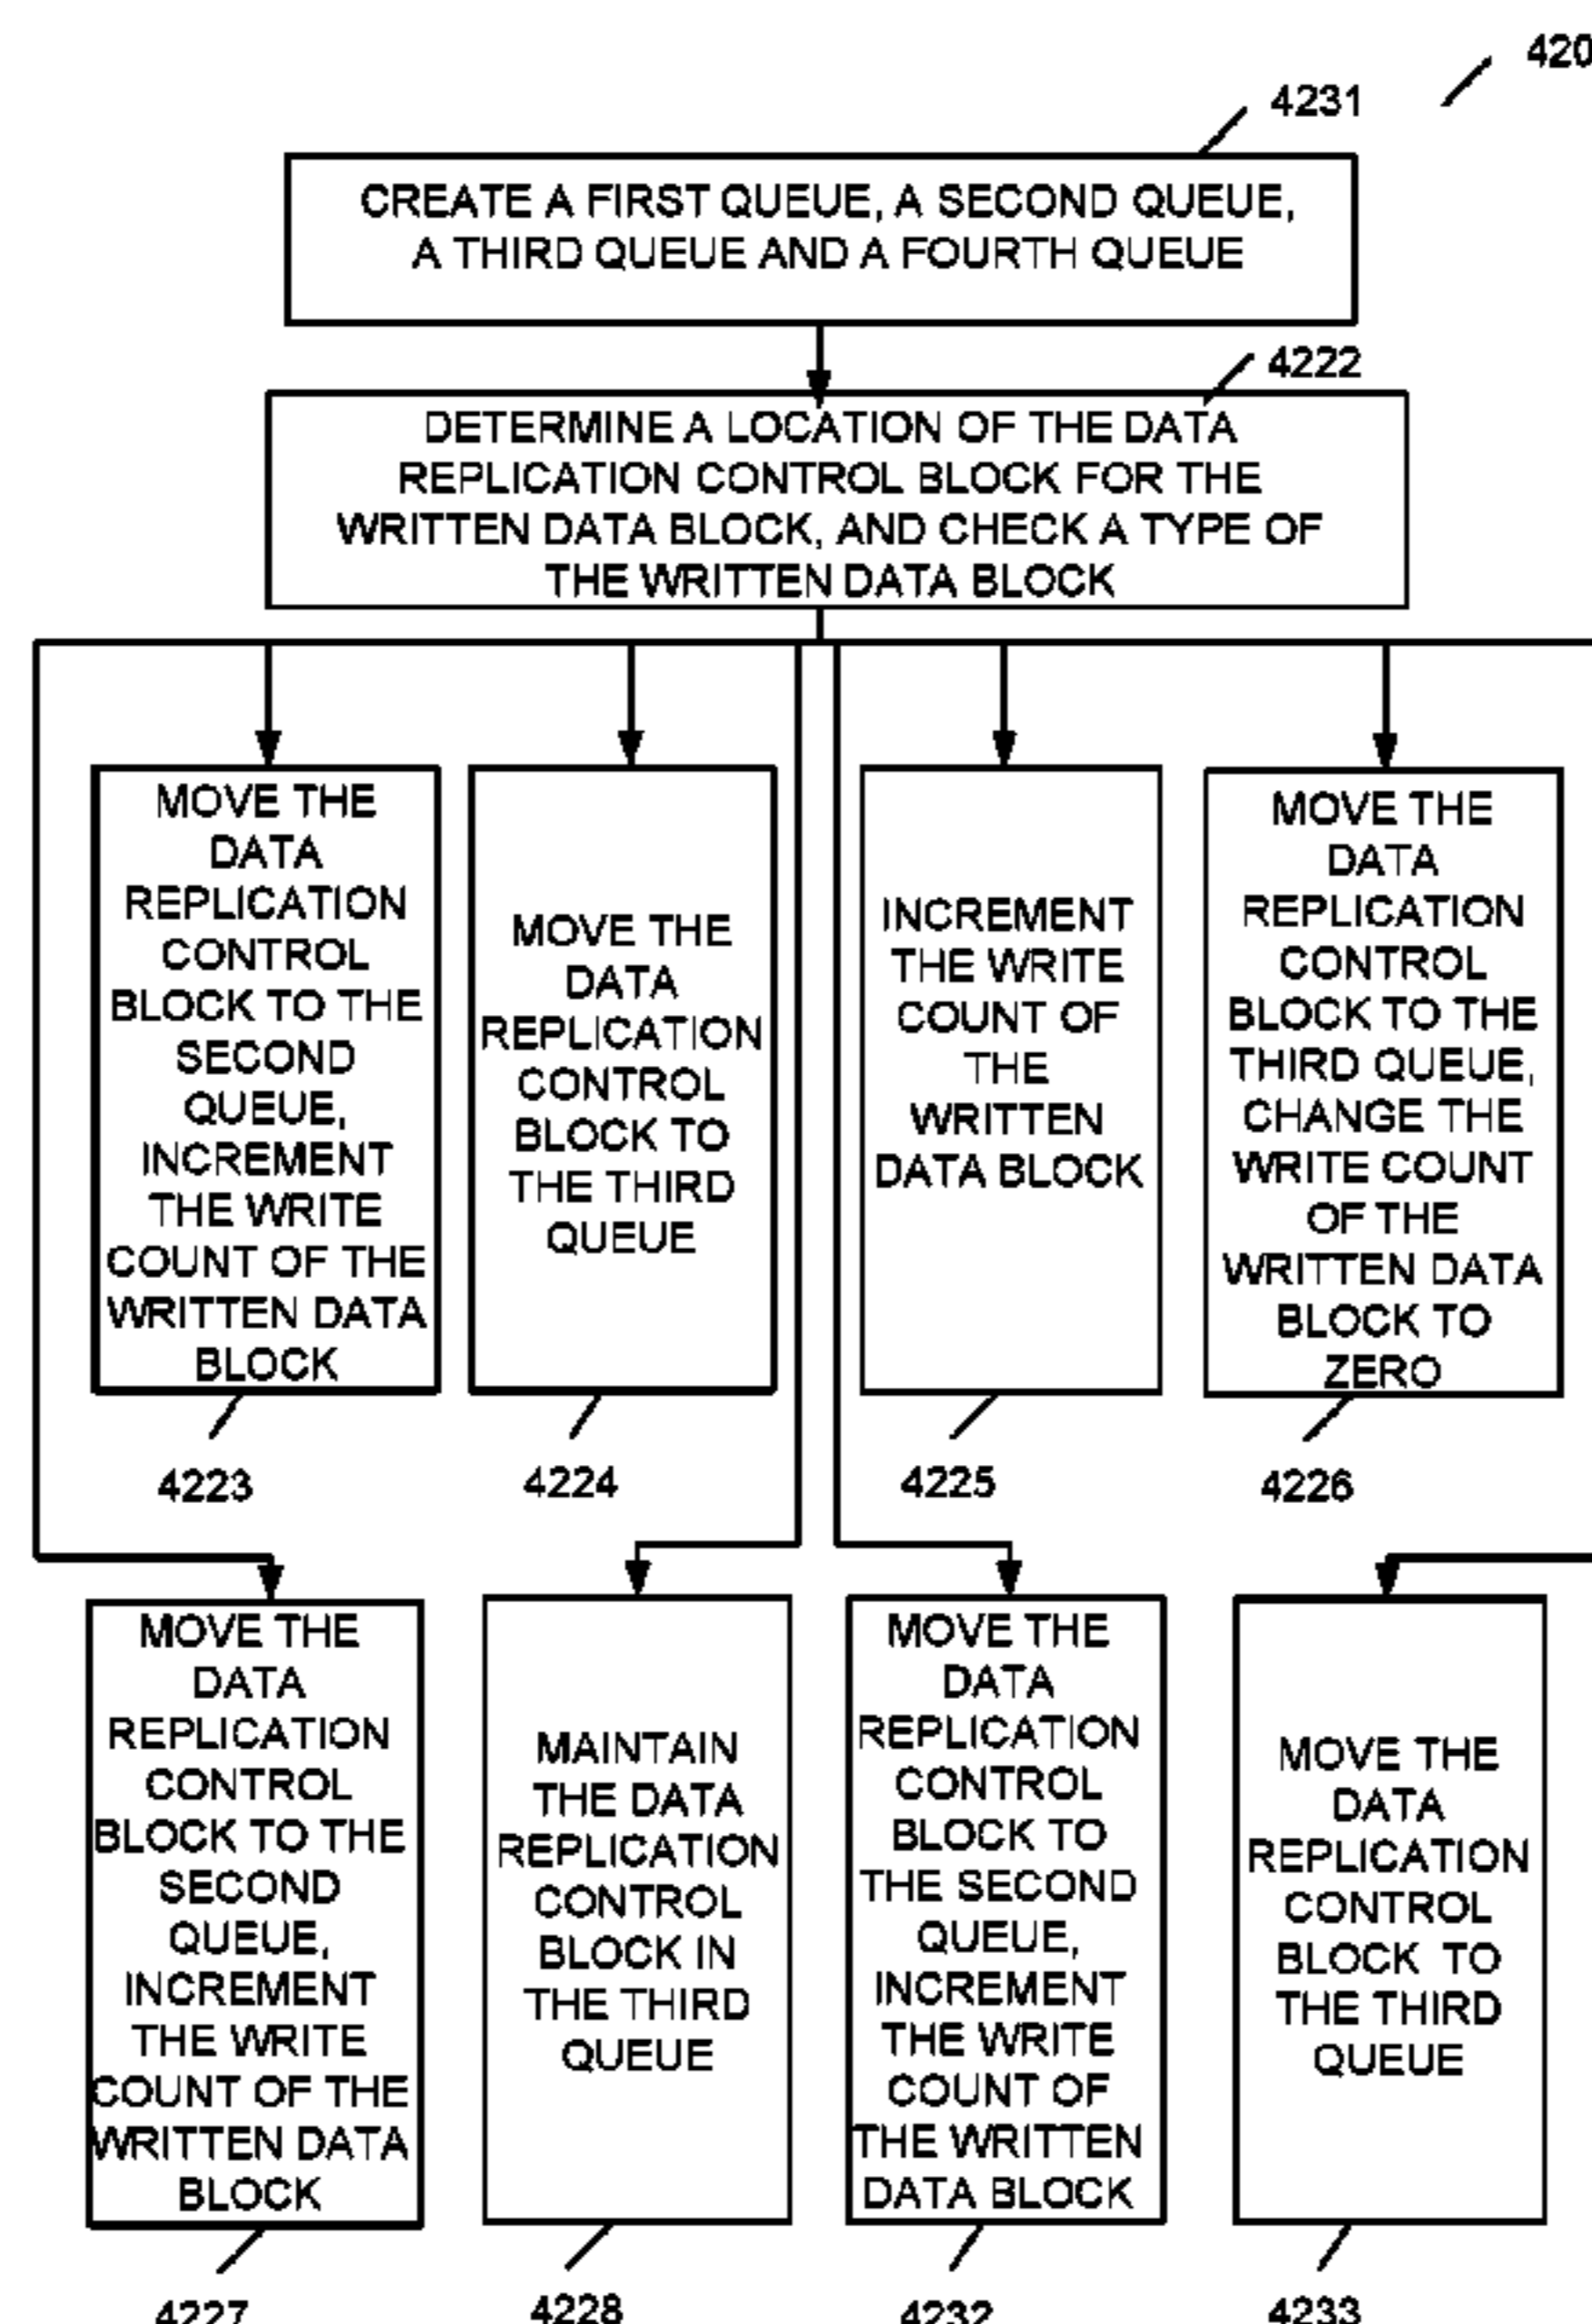 420
4231
CREATE A FIRST QUEUE, A SECOND QUEUE,
A THIRD QUEUE AND A FOURTH QUEUE
4222
DETERMINE A LOCATION OF THE DATA
REPLICATION CONTROL BLOCK FOR THE
WRITTEN DATA BLOCK, AND CHECK A TYPE OF
THE WRITTEN DATA BLOCK
MOVE THE
DATA
REPLICATION
CONTROL
BLOCK TO THE
SECOND
QUEUE,
INCREMENT
THE WRITE
COUNT OF THE
WRITTEN DATA
BLOCK
4223
MOVE THE
DATA
REPLICATION
CONTROL
BLOCK TO
THE THIRD
QUEUE
4224
INCREMENT
THE WRITE
COUNT OF
THE
WRITTEN
DATA BLOCK
4225
MOVE THE
DATA
REPLICATION
CONTROL
BLOCK TO THE
THIRD QUEUE,
CHANGE THE
WRITE COUNT
OF THE
WRITTEN DATA
BLOCK TO
ZERO
4226
MOVE THE
DATA
REPLICATION
CONTROL
BLOCK TO THE
SECOND
QUEUE,
INCREMENT
THE WRITE
COUNT OF THE
WRITTEN DATA
BLOCK
4227
MAINTAIN
THE DATA
REPLICATION
CONTROL
BLOCK IN
THE THIRD
QUEUE
4228
MOVE THE
DATA
REPLICATION
CONTROL
BLOCK TO
THE SECOND
QUEUE,
INCREMENT
THE WRITE
COUNT OF
THE WRITTEN
DATA BLOCK
4232
MOVE THE
DATA
REPLICATION
CONTROL
BLOCK TO
THE THIRD
QUEUE
4233